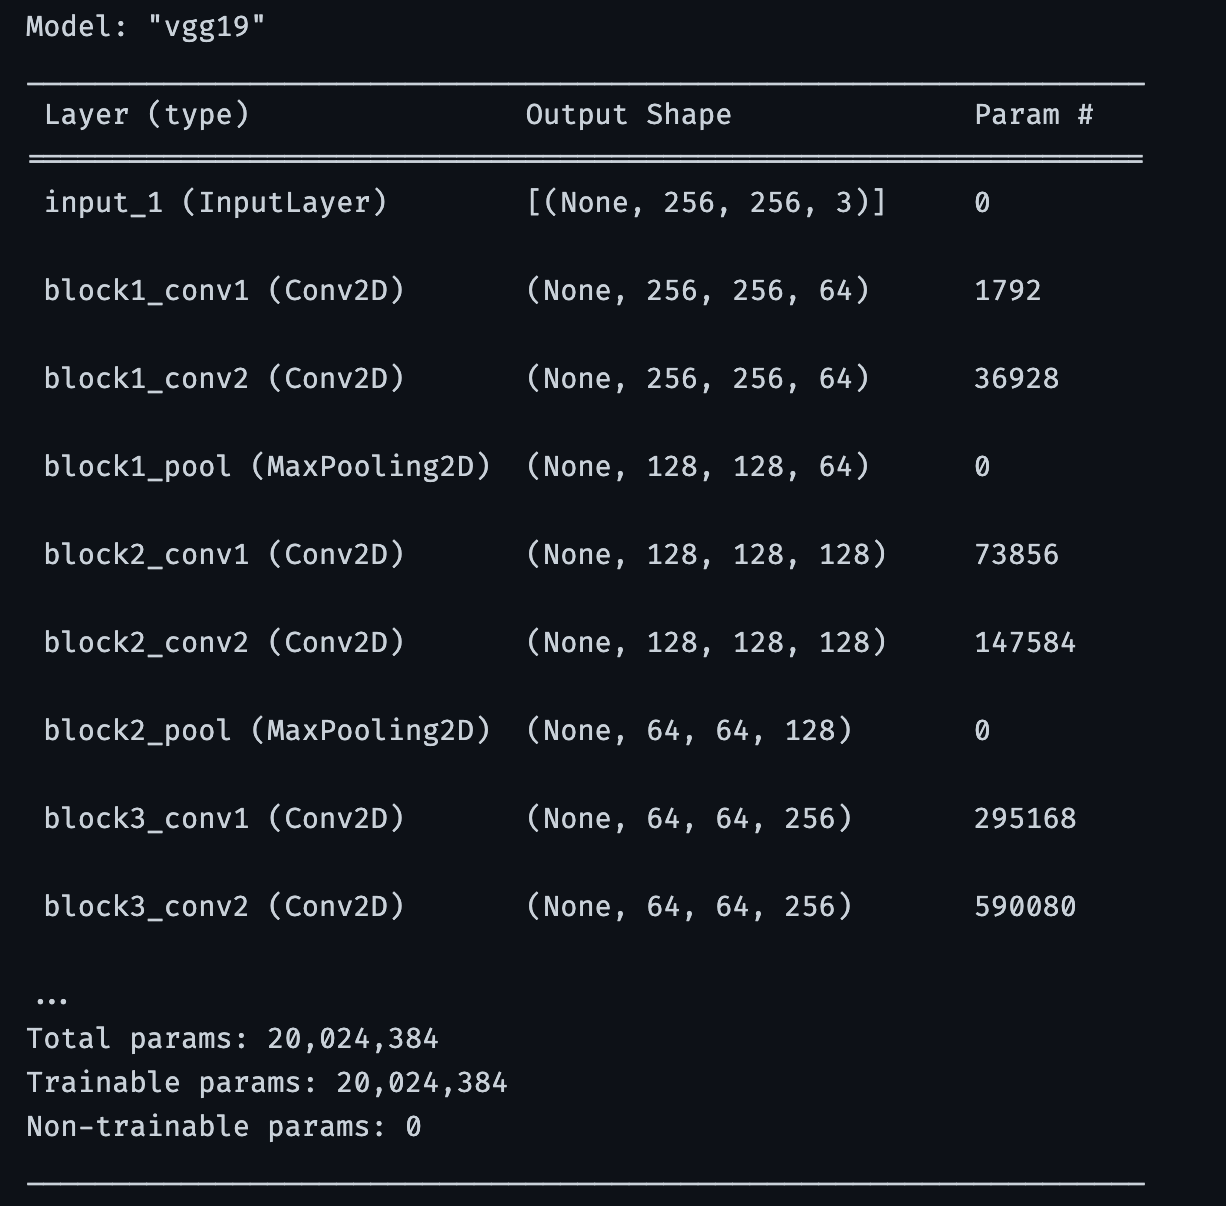 Model: "vgg19"
Layer (type) Output Shape Param #
input_1 (InputLayer) [(None, 256, 256, 3)] 0
block1_conv1 (Conv2D) (None, 256, 256, 64) 1792
block1_conv2 (Conv2D) (None, 256, 256, 64) 36928
block1_pool (MaxPooling2D) (None, 128, 128, 64) 0
block2_conv1 (Conv2D) (None, 128, 128, 128) 73856
block2_conv2 (Conv2D) (None, 128, 128, 128) 147584
block2_pool (MaxPooling2D) (None, 64, 64, 128) 0
block3_conv1 (Conv2D) (None, 64, 64, 256) 295168
block3_conv2 (Conv2D) (None, 64, 64, 256) 590080
...
Total params: 20,024,384
Trainable params: 20,024,384
Non-trainable params: 0